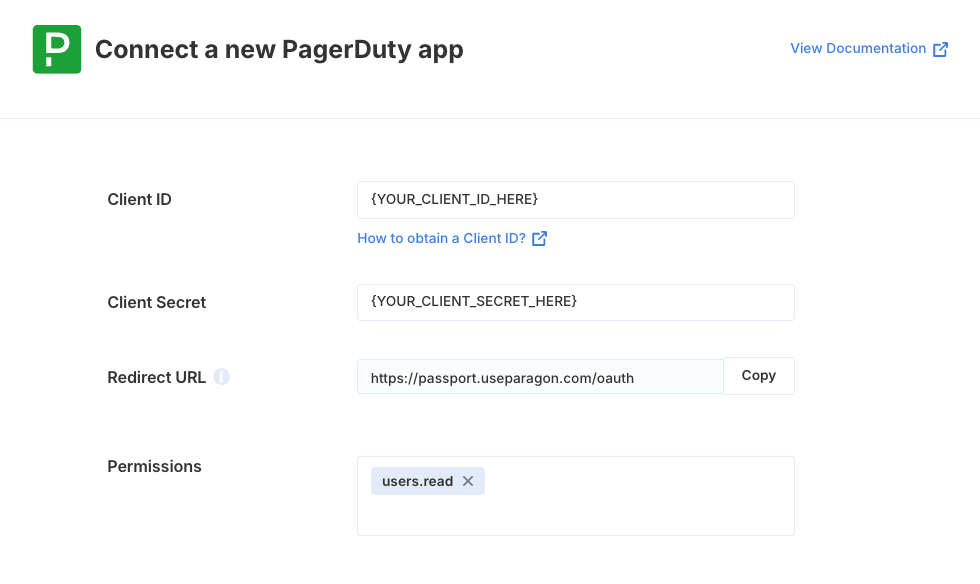 Connect a new PagerDuty app
View Documentation
Client ID
{YOUR_CLIENT_ID_HERE}
How to obtain a Client ID?
Client Secret
{YOUR_CLIENT_SECRET_HERE}
Redirect URL
https://passport.useparagon.com/oauth
Copy
Permissions
users.read